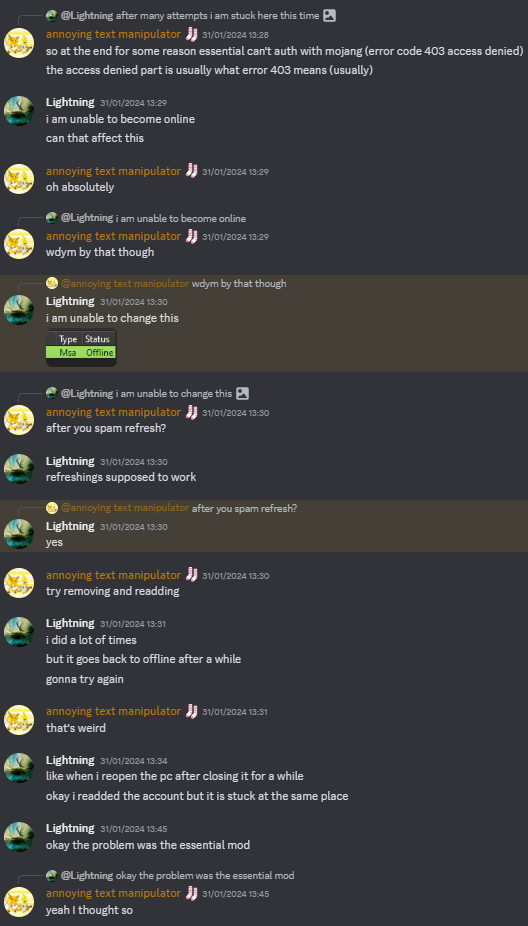 @Lightning after many attempts i am stuck here this time
annoying text manipulator 31/01/2024 13:28
so at the end for some reason essential can't auth with mojang (error code 403 access denied)
the access denied part is usually what error 403 means (usually)
Lightning 31/01/2024 13:29
i am unable to become online
can that affect this
annoying text manipulator 31/01/2024 13:29
oh absolutely
@Lightning i am unable to become online
annoying text manipulator 31/01/2024 13:29
wdym by that though
@annoying text manipulator wdym by that though
Lightning 31/01/2024 13:30
i am unable to change this
Type Status
Msa Offline
@Lightning i am unable to change this
annoying text manipulator 31/01/2024 13:30
after you spam refresh?
Lightning 31/01/2024 13:30
refreshings supposed to work
@annoying text manipulator after you spam refresh?
Lightning 31/01/2024 13:30
yes
annoying text manipulator 31/01/2024 13:30
try removing and readding
Lightning 31/01/2024 13:31
i did a lot of times
but it goes back to offline after a while
gonna try again
annoying text manipulator 31/01/2024 13:31
that's weird
Lightning 31/01/2024 13:34
like when i reopen the pc after closing it for a while
okay i readded the account but it is stuck at the same place
Lightning 31/01/2024 13:45
okay the problem was the essential mod
@Lightning okay the problem was the essential mod
annoying text manipulator 31/01/2024 13:45
yeah I thought so